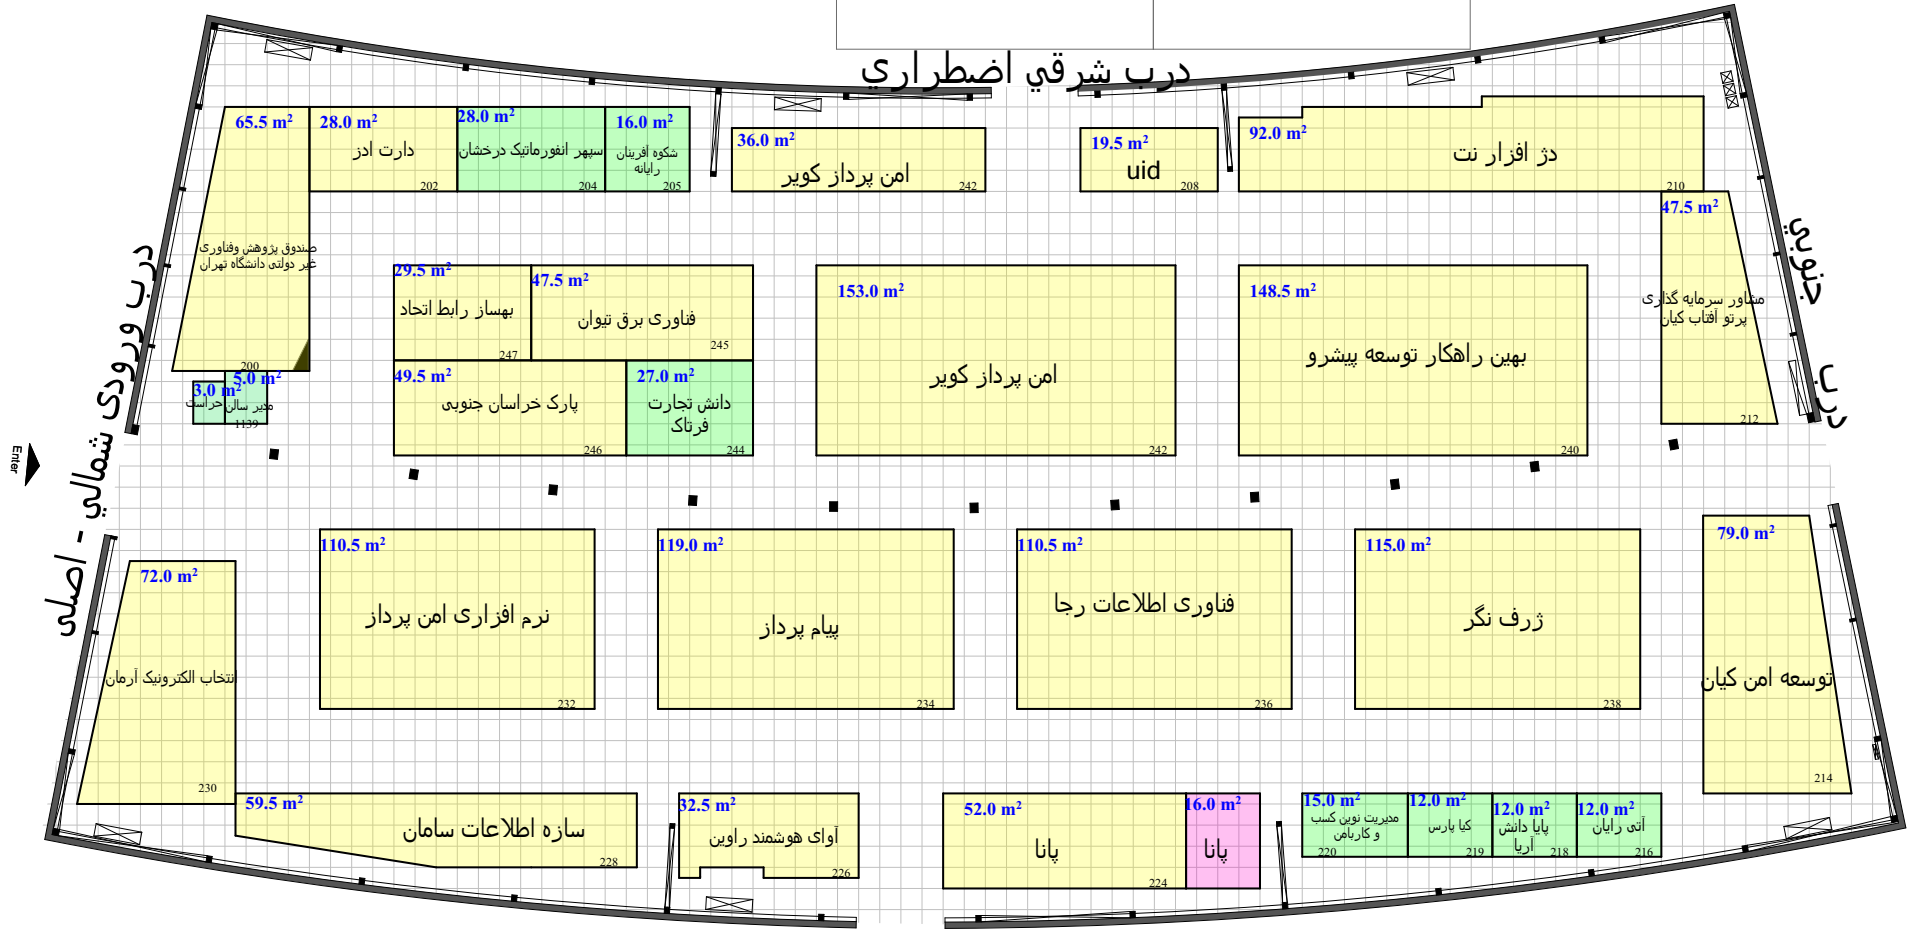 درب شرقي اضطراري
65.5 m²
صندوق پژوهش وفناوری
غیر دولتی دانشگاه تهران
200
28.0 m²
دارت ادز
202
28.0 m²
سپهر انفورماتیک درخشان
204
16.0 m²
شکوه آفرینان
رایانه
205
36.0 m²
امن پرداز کویر
242
19.5 m²
uid
208
92.0 m²
دژ افزار نت
210
47.5 m²
مشاور سرمایه گذاری
پرتو آفتاب کیان
212
درب جنوبي
درب ورودی شمالي - اصلی
Enter
3.0 m²
حراست
5.0 m²
مدیر سالن
1139
29.5 m²
بهساز رابط اتحاد
247
47.5 m²
فناوری برق تیوان
245
49.5 m²
پارک خراسان جنوبی
246
27.0 m²
دانش تجارت
فرتاک
244
153.0 m²
امن پرداز کویر
242
148.5 m²
بهین راهکار توسعه پیشرو
240
72.0 m²
انتخاب الکترونیک آرمان
230
110.5 m²
نرم افزاری امن پرداز
232
119.0 m²
پیام پرداز
234
110.5 m²
فناوری اطلاعات رجا
236
115.0 m²
ژرف نگر
238
79.0 m²
توسعه امن کیان
214
59.5 m²
سازه اطلاعات سامان
228
32.5 m²
آوای هوشمند راوین
226
52.0 m²
پانا
224
16.0 m²
پانا
15.0 m²
مدیریت نوین کسب
و کاربامن
220
12.0 m²
کیا پارس
219
12.0 m²
پایا دانش
آریا
218
12.0 m²
آتی رایان
216